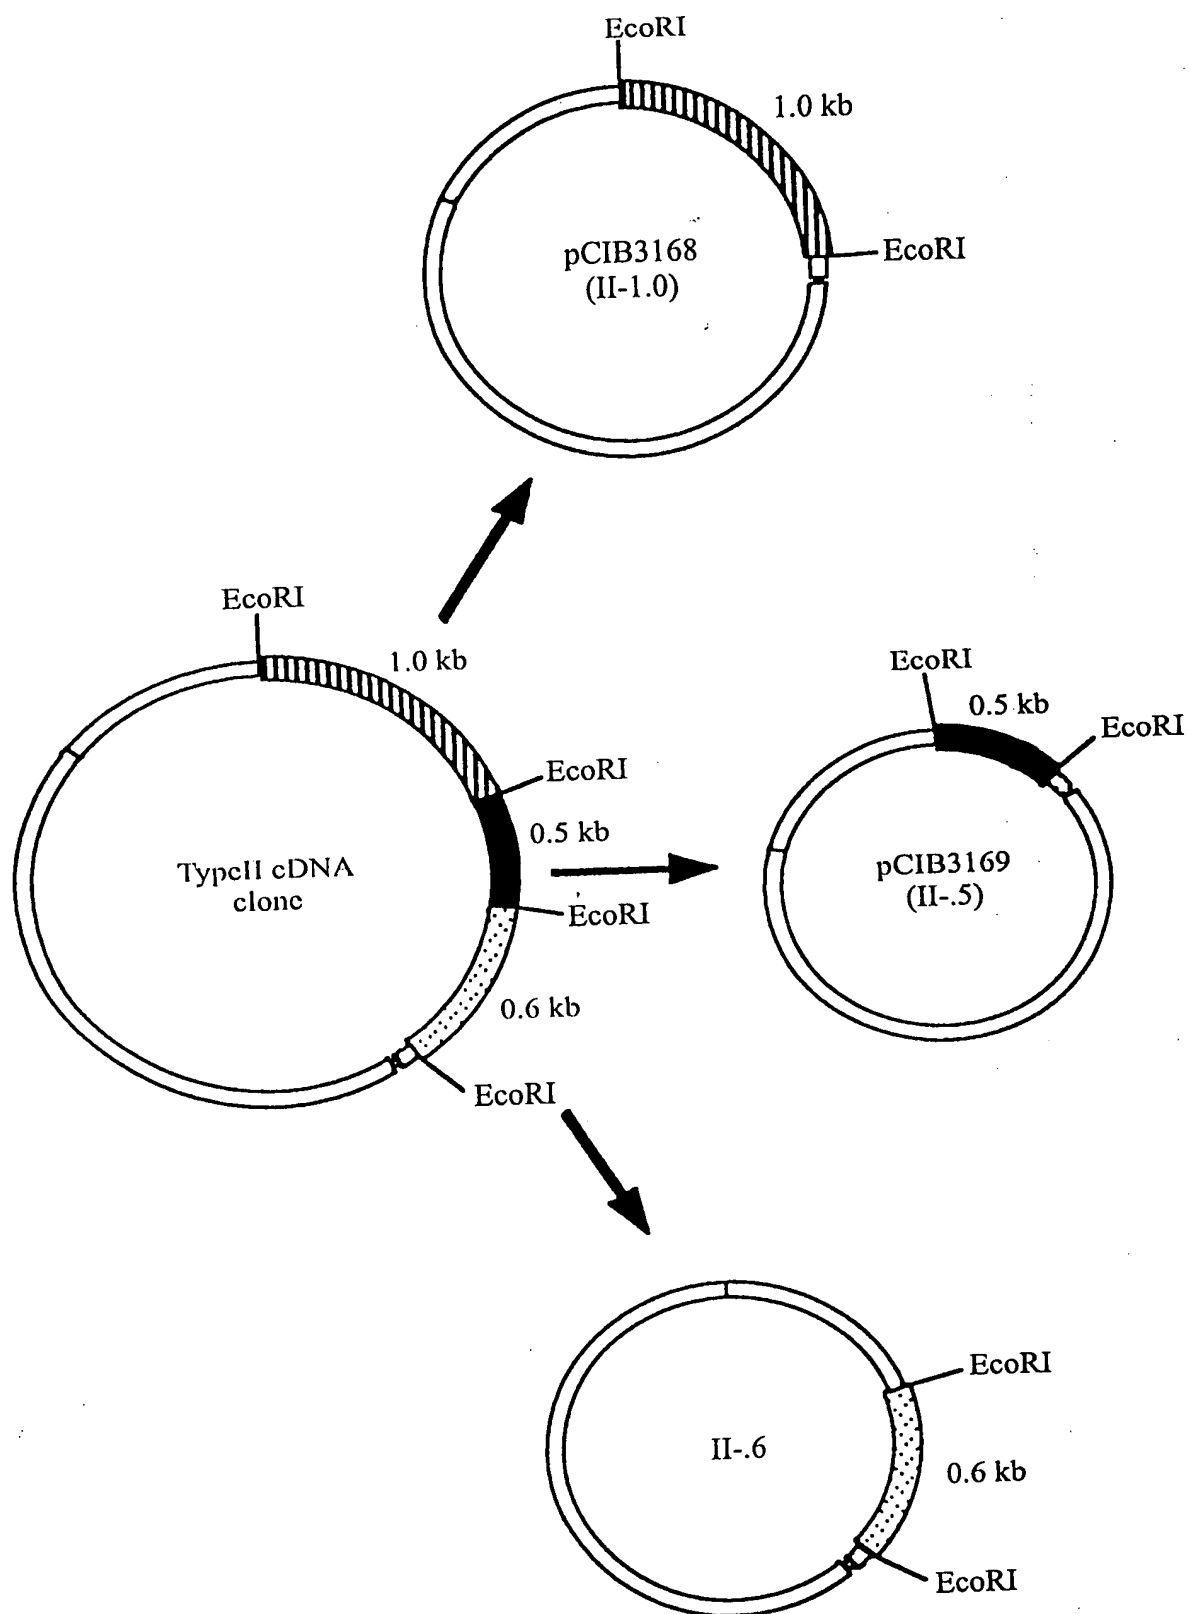 EcoRI
1.0 kb
pCIB3168
(II-1.0)
EcoRI
EcoRI
1.0 kb
EcoRI
0.5 kb
TypeII cDNA
clone
EcoRI
0.6 kb
EcoRI
EcoRI
0.5 kb
EcoRI
pCIB3169
(II-.5)
EcoRI
II-.6
0.6 kb
EcoRI